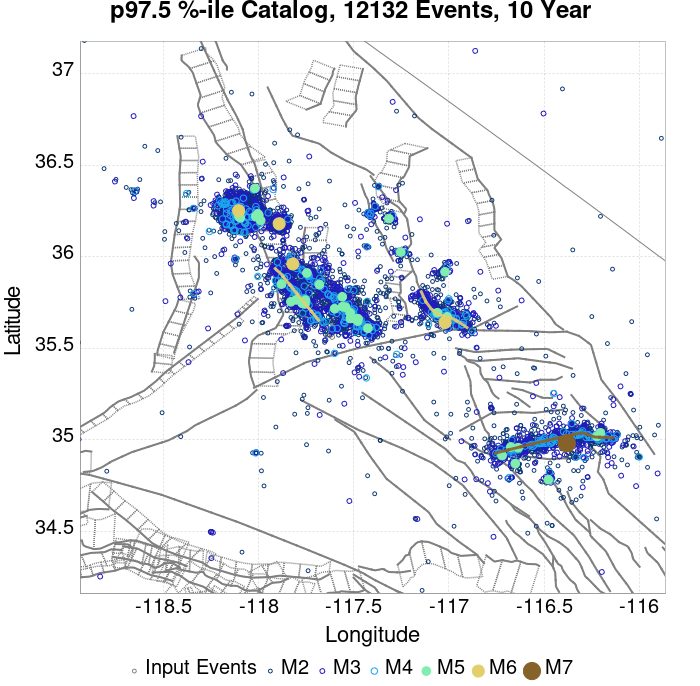 p97.5 %-ile Catalog, 12132 Events, 10 Year
37
36.5
36
35.5
35
34.5
Latitude
-118.5 -118 -117.5 -117 -116.5 -116
Longitude
Input Events M2 M3 M4 M5 M6 M7